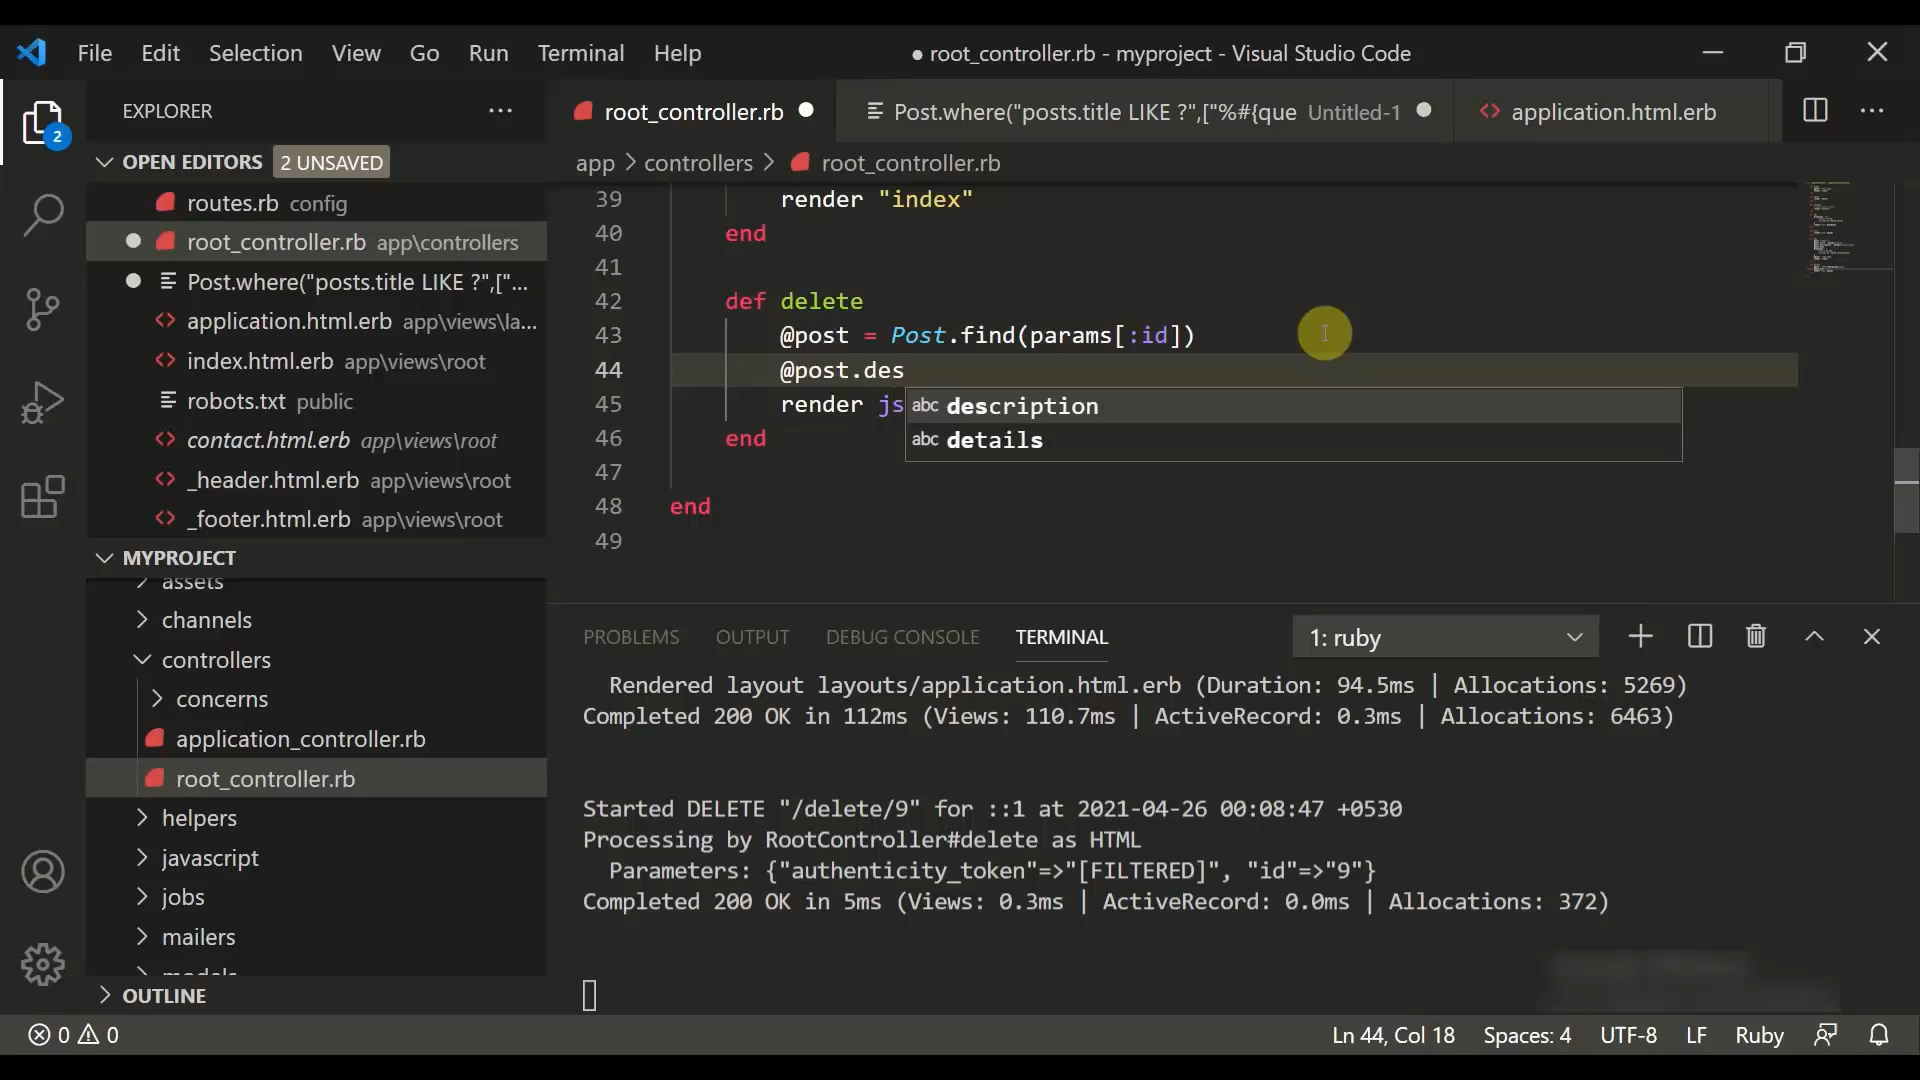 File Edit Selection View Go Run Terminal Help
● root_controller.rb - myproject - Visual Studio Code
EXPLORER
OPEN EDITORS 2 UNSAVED
routes.rb config
root_controller.rb app\controllers
Post.where("posts.title LIKE ?",["...
application.html.erb app\views\la...
index.html.erb app\views\root
robots.txt public
contact.html.erb app\views\root
_header.html.erb app\views\root
_footer.html.erb app\views\root
MYPROJECT
assets
channels
controllers
concerns
application_controller.rb
root_controller.rb
helpers
javascript
jobs
mailers
models
OUTLINE
2
root_controller.rb
Post.where("posts.title LIKE ?",["%#{que Untitled-1
application.html.erb
app > controllers > root_controller.rb
39 render "index"
40 end
41
42 def delete
43 @post = Post.find(params[:id])
44 @post.des
45 render js
abc description
abc details
46 end
47
48 end
49
PROBLEMS OUTPUT DEBUG CONSOLE TERMINAL
1: ruby
Rendered layout layouts/application.html.erb (Duration: 94.5ms | Allocations: 5269)
Completed 200 OK in 112ms (Views: 110.7ms | ActiveRecord: 0.3ms | Allocations: 6463)
Started DELETE "/delete/9" for ::1 at 2021-04-26 00:08:47 +0530
Processing by RootController#delete as HTML
Parameters: {"authenticity_token"=>"[FILTERED]", "id"=>"9"}
Completed 200 OK in 5ms (Views: 0.3ms | ActiveRecord: 0.0ms | Allocations: 372)
0 0
Ln 44, Col 18 Spaces: 4 UTF-8 LF Ruby